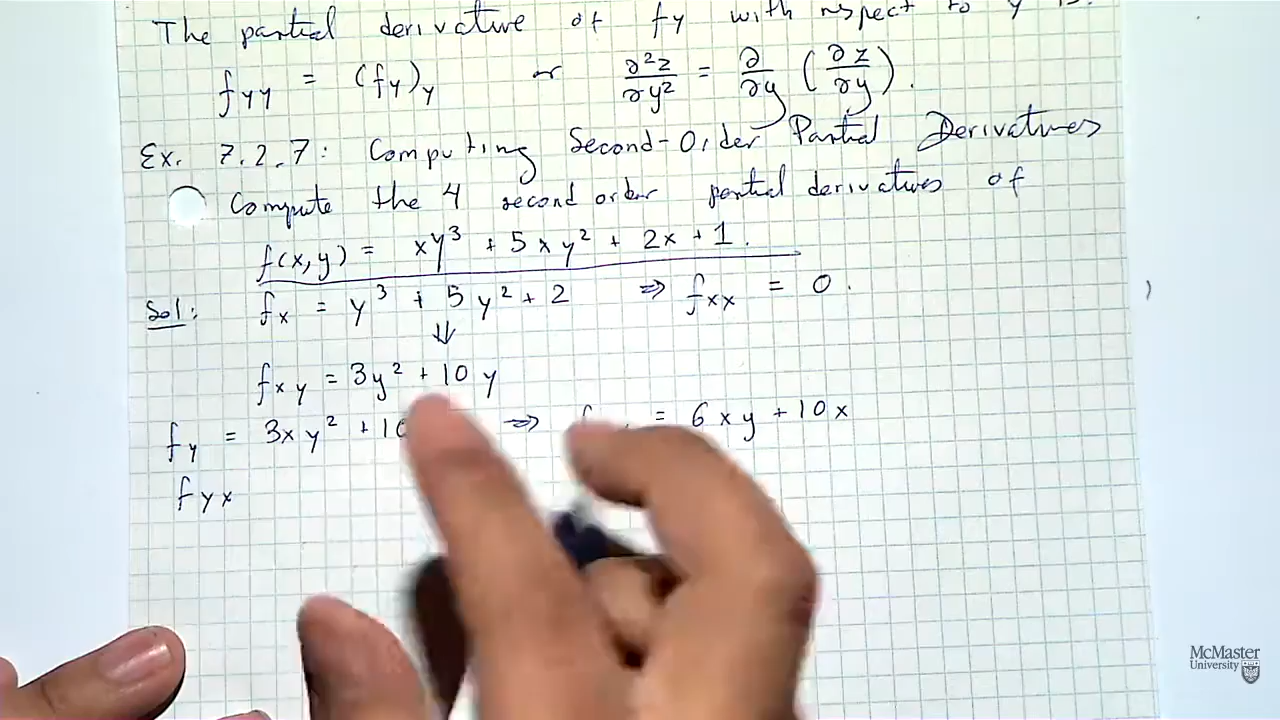 The partial derivative of fy with respect to y is:
fyy = (fy)y or ∂²z/∂y² = ∂/∂y (∂z/∂y).
Ex. 7.2.7: Computing Second-Order Partial Derivatives
Compute the 4 second order partial derivatives of
f(x,y) = xy³ + 5xy² + 2x + 1.
Sol: fx = y³ + 5y² + 2 ⇒ fxx = 0.
⇓
fxy = 3y² + 10y
fy = 3xy² + 10 ⇒ = 6xy + 10x
fyx
McMaster
University